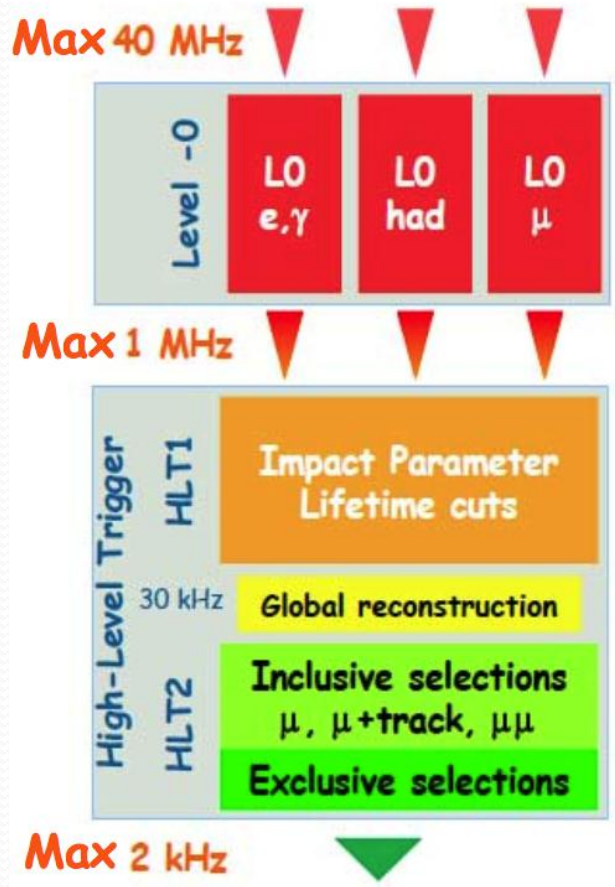 Max 40 MHz
Level -0
L0
e,γ
L0
had
L0
μ
Max 1 MHz
High-Level Trigger
HLT1
Impact Parameter
Lifetime cuts
30 kHz
Global reconstruction
HLT2
Inclusive selections
μ, μ+track, μμ
Exclusive selections
Max 2 kHz